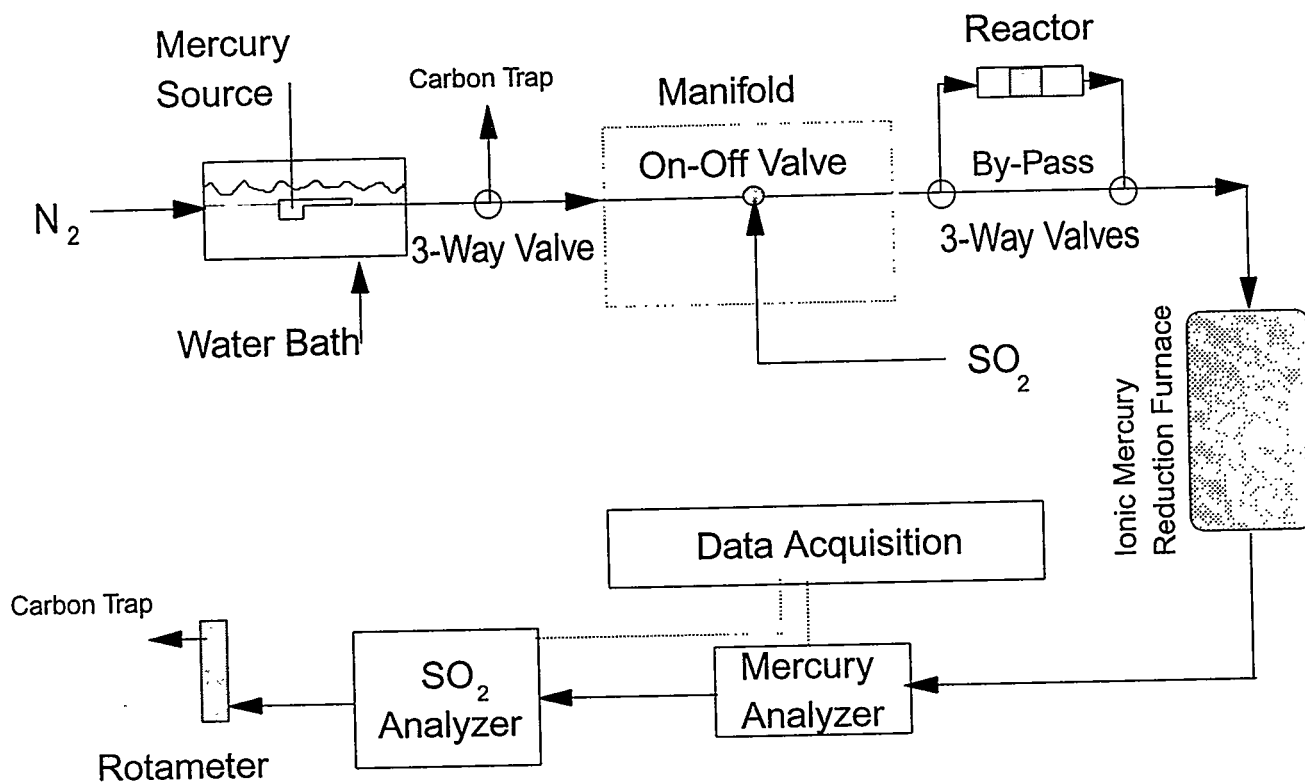 Mercury
Source
Carbon Trap
Manifold
Reactor
On-Off Valve
By-Pass
N2
3-Way Valve
3-Way Valves
Water Bath
SO2
Ionic Mercury
Reduction Furnace
Data Acquisition
Carbon Trap
SO2
Analyzer
Mercury
Analyzer
Rotameter